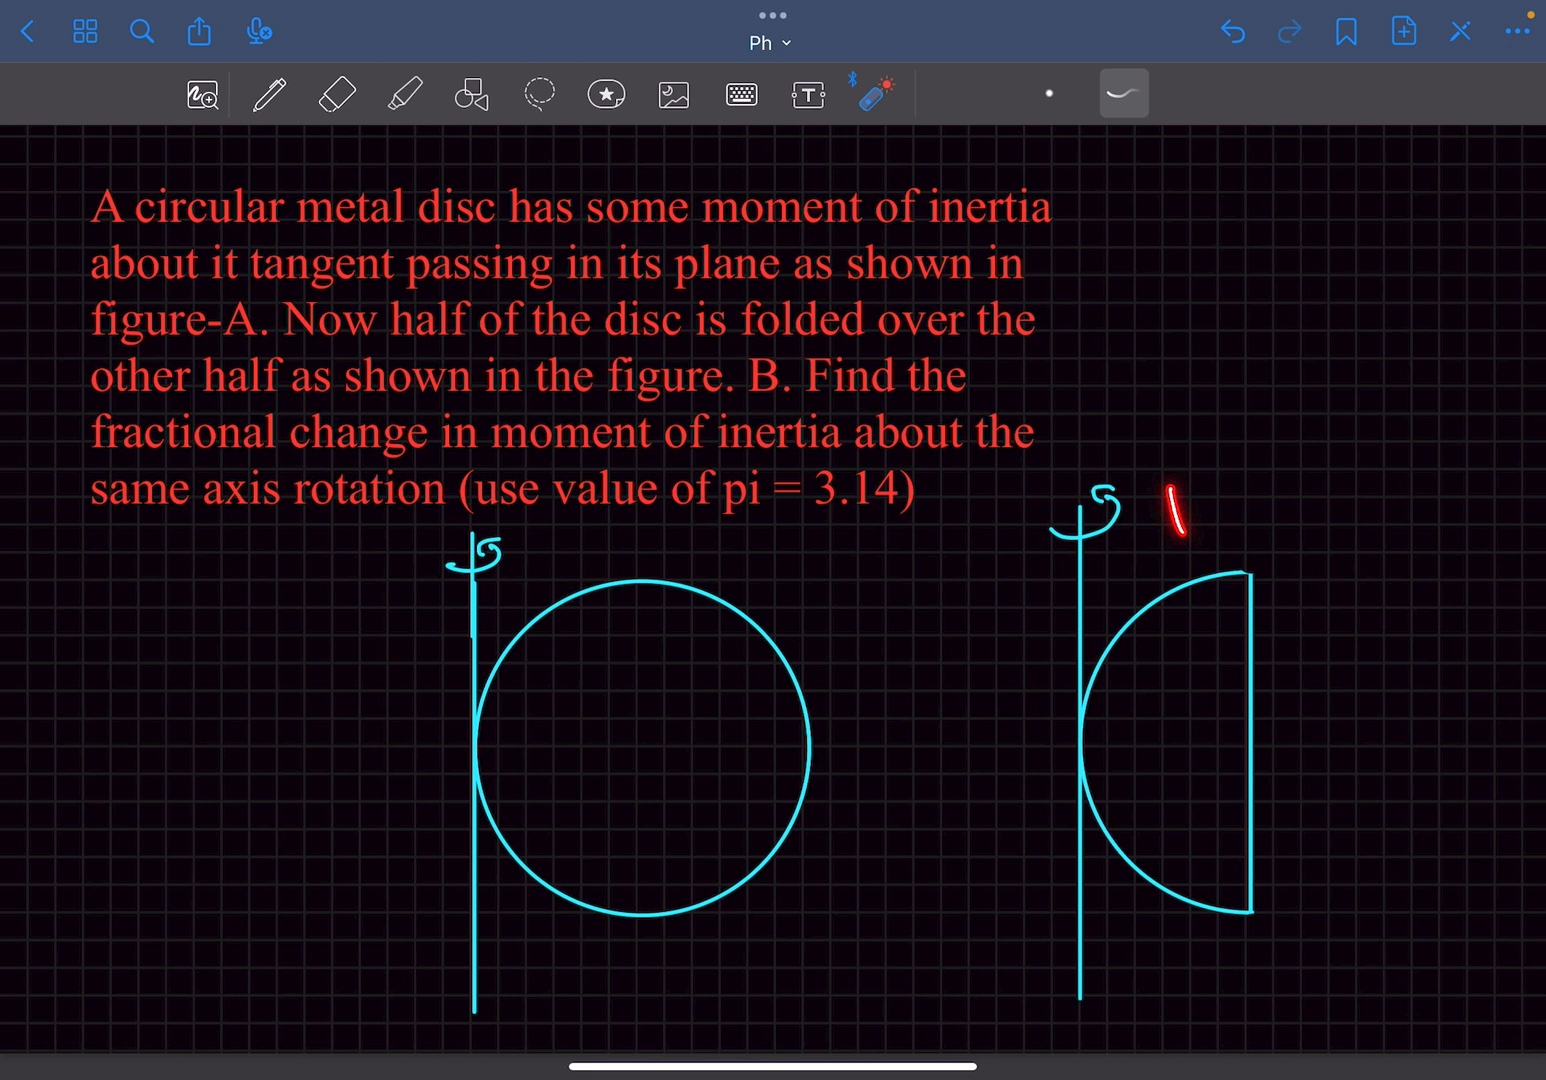 Ph
T
A circular metal disc has some moment of inertia
about it tangent passing in its plane as shown in
figure-A. Now half of the disc is folded over the
other half as shown in the figure. B. Find the
fractional change in moment of inertia about the
same axis rotation (use value of pi = 3.14)